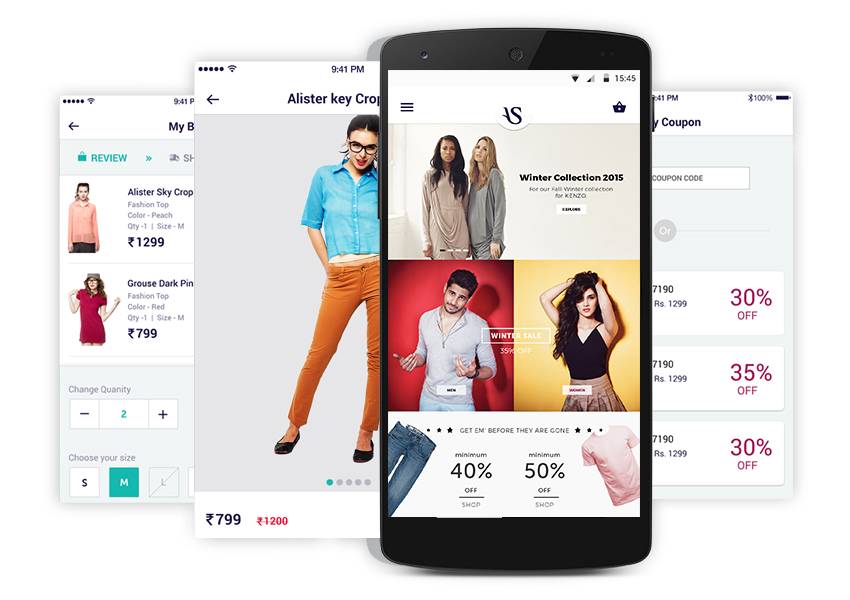 9:41 P
My B
REVIEW » SH
Alister Sky Crop
Fashion Top
Color - Peach
Qty -1 | Size - M
₹1299
Grouse Dark Pin
Fashion Top
Color - Red
Qty -1 | Size - M
₹799
Change Quanity
− 2 +
Choose your size
S M L
9:41 PM
Alister key Crop
₹799 ₹1200
15:45
AS
Winter Collection 2015
For our Fall-Winter collection
for KENZO.
EXPLORE
WINTER SALE
35% OFF
MEN WOMEN
GET EM' BEFORE THEY ARE GONE
minimum minimum
40% 50%
OFF OFF
SHOP SHOP
:41 PM 100%
y Coupon
COUPON CODE
Or
7190
Rs. 1299
30%
OFF
7190
Rs. 1299
35%
OFF
7190
Rs. 1299
30%
OFF